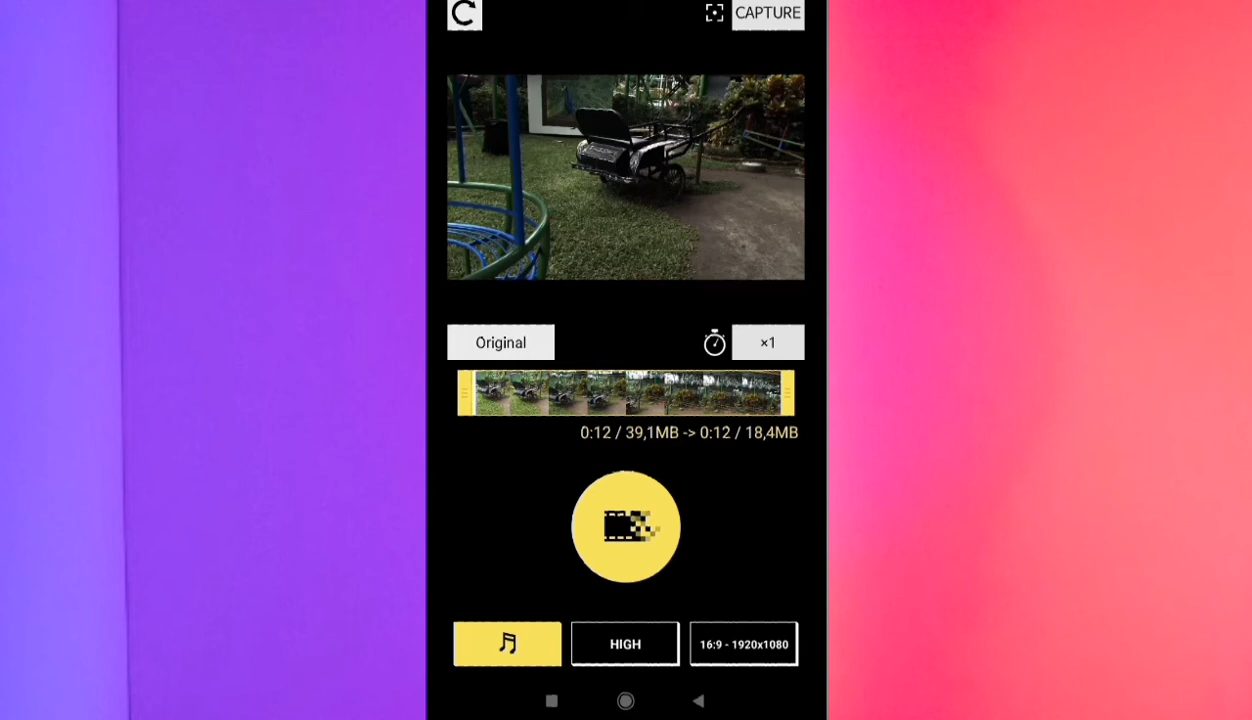 CAPTURE
Original
×1
0:12 / 39,1MB -> 0:12 / 18,4MB
HIGH
16:9 - 1920x1080